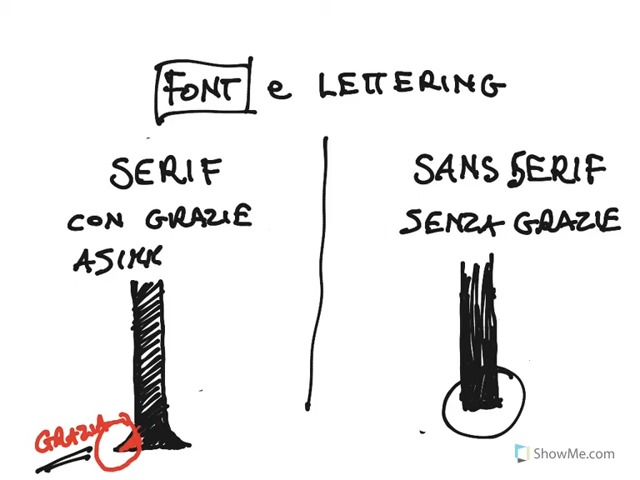 FONT e LETTERING
SERIF
CON GRAZIE
SANS SERIF
SENZA GRAZIE
GRAZIA
ShowMe.com